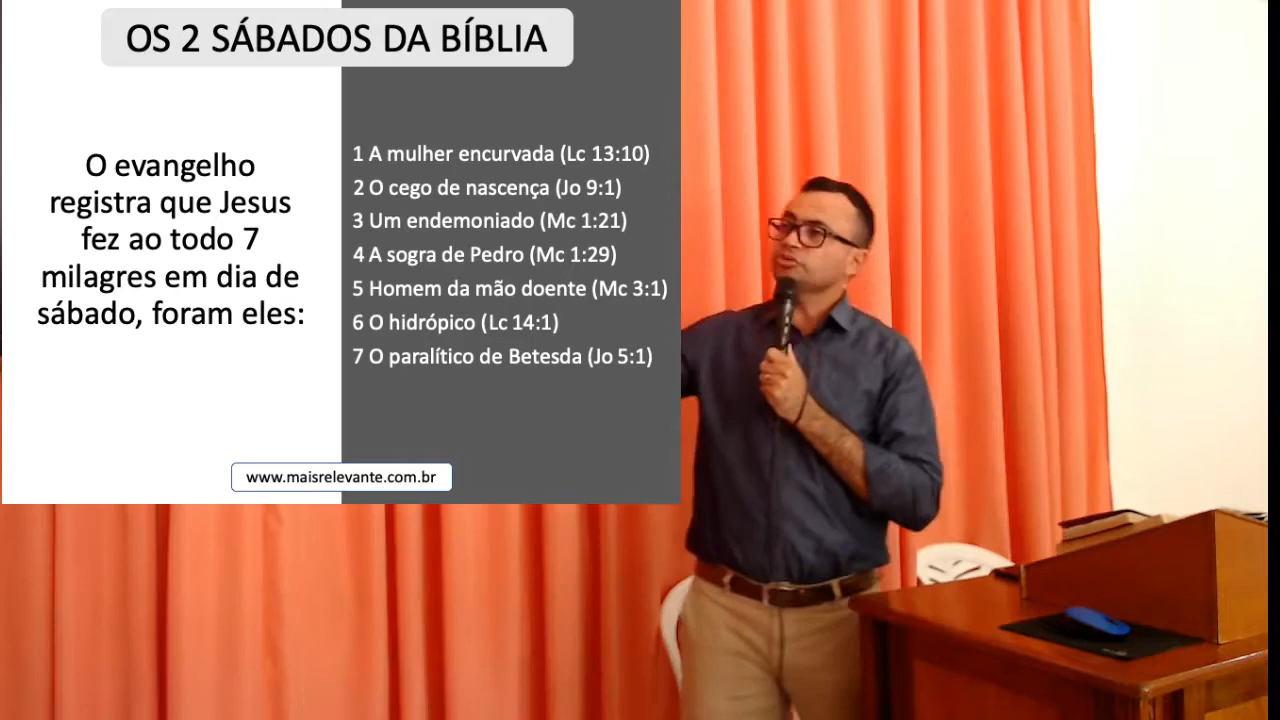 OS 2 SÁBADOS DA BÍBLIA
O evangelho
registra que Jesus
fez ao todo 7
milagres em dia de
sábado, foram eles:
1 A mulher encurvada (Lc 13:10)
2 O cego de nascença (Jo 9:1)
3 Um endemoniado (Mc 1:21)
4 A sogra de Pedro (Mc 1:29)
5 Homem da mão doente (Mc 3:1)
6 O hidrópico (Lc 14:1)
7 O paralítico de Betesda (Jo 5:1)
www.maisrelevante.com.br